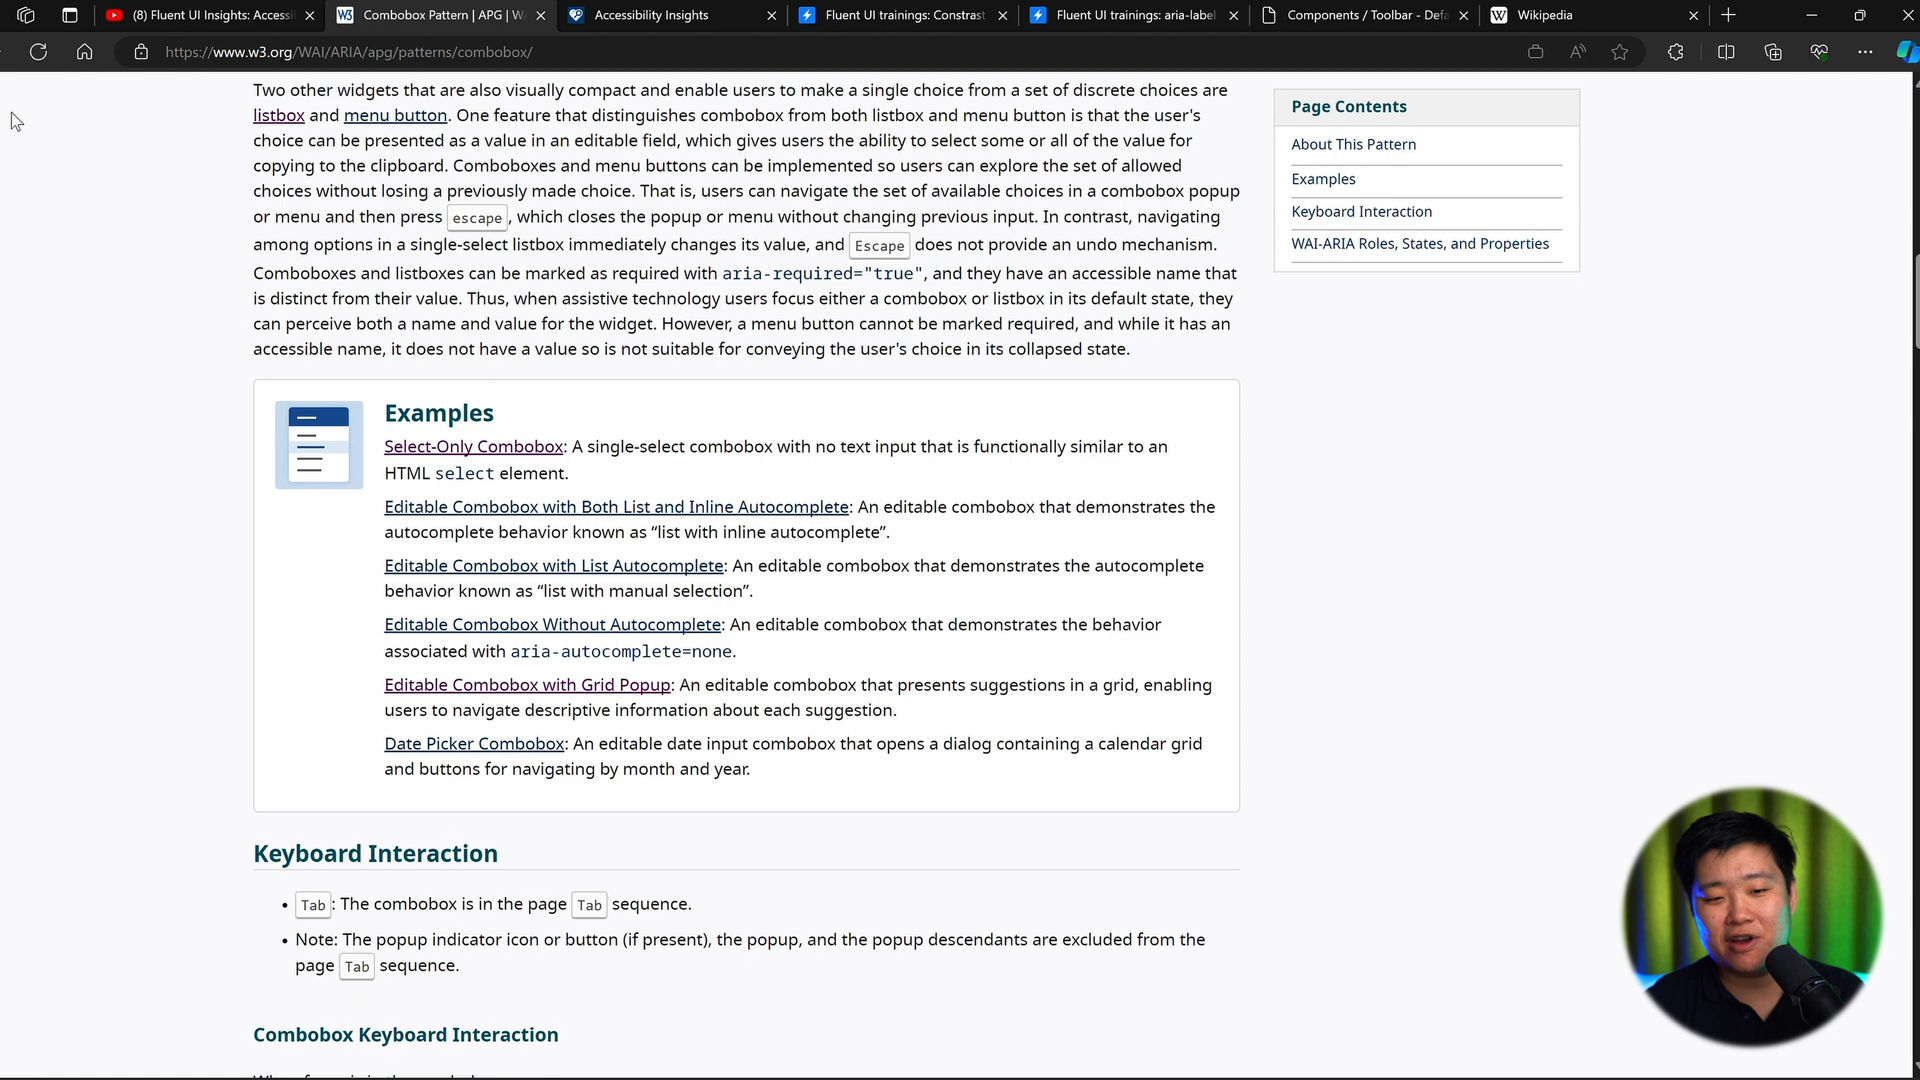 (8) Fluent UI Insights: Accessi
Combobox Pattern | APG | W
Accessibility Insights
Fluent UI trainings: Constrast
Fluent UI trainings: aria-label
Components / Toolbar - Defa
Wikipedia
https://www.w3.org/WAI/ARIA/apg/patterns/combobox/
Two other widgets that are also visually compact and enable users to make a single choice from a set of discrete choices are
listbox and menu button. One feature that distinguishes combobox from both listbox and menu button is that the user's
choice can be presented as a value in an editable field, which gives users the ability to select some or all of the value for
copying to the clipboard. Comboboxes and menu buttons can be implemented so users can explore the set of allowed
choices without losing a previously made choice. That is, users can navigate the set of available choices in a combobox popup
or menu and then press escape, which closes the popup or menu without changing previous input. In contrast, navigating
among options in a single-select listbox immediately changes its value, and Escape does not provide an undo mechanism.
Comboboxes and listboxes can be marked as required with aria-required="true", and they have an accessible name that
is distinct from their value. Thus, when assistive technology users focus either a combobox or listbox in its default state, they
can perceive both a name and value for the widget. However, a menu button cannot be marked required, and while it has an
accessible name, it does not have a value so is not suitable for conveying the user's choice in its collapsed state.
Examples
Select-Only Combobox: A single-select combobox with no text input that is functionally similar to an
HTML select element.
Editable Combobox with Both List and Inline Autocomplete: An editable combobox that demonstrates the
autocomplete behavior known as “list with inline autocomplete”.
Editable Combobox with List Autocomplete: An editable combobox that demonstrates the autocomplete
behavior known as “list with manual selection”.
Editable Combobox Without Autocomplete: An editable combobox that demonstrates the behavior
associated with aria-autocomplete=none.
Editable Combobox with Grid Popup: An editable combobox that presents suggestions in a grid, enabling
users to navigate descriptive information about each suggestion.
Date Picker Combobox: An editable date input combobox that opens a dialog containing a calendar grid
and buttons for navigating by month and year.
Keyboard Interaction
• Tab: The combobox is in the page Tab sequence.
• Note: The popup indicator icon or button (if present), the popup, and the popup descendants are excluded from the
page Tab sequence.
Combobox Keyboard Interaction
Page Contents
About This Pattern
Examples
Keyboard Interaction
WAI-ARIA Roles, States, and Properties